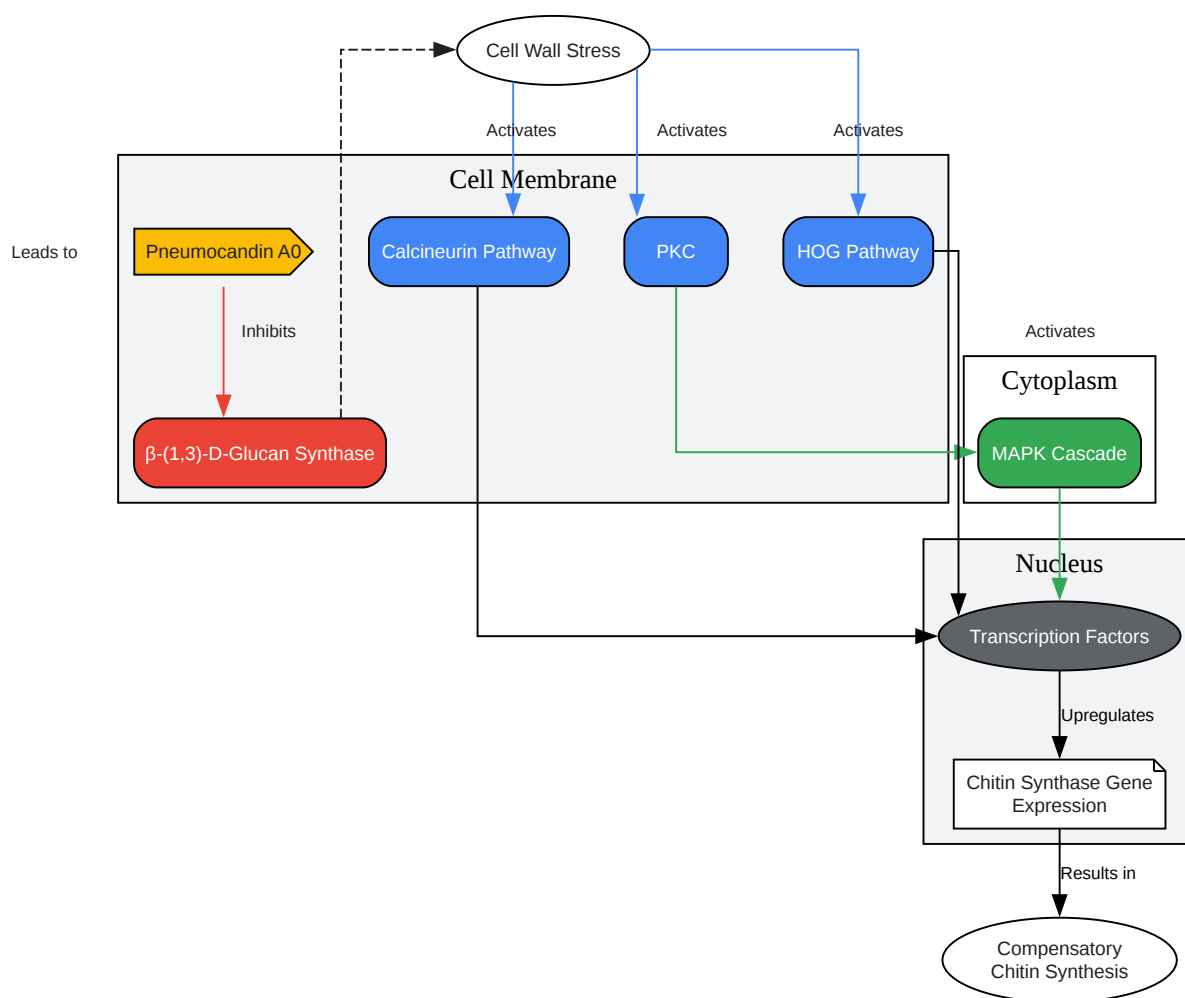 Cell Wall Stress
Activates
Activates
Activates
Cell Membrane
Leads to
Pneumocandin A0
Calcineurin Pathway
PKC
HOG Pathway
Inhibits
Activates
Cytoplasm
β-(1,3)-D-Glucan Synthase
MAPK Cascade
Nucleus
Transcription Factors
Upregulates
Chitin Synthase Gene
Expression
Results in
Compensatory
Chitin Synthesis